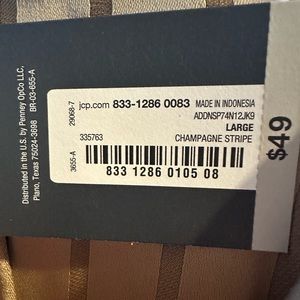 Distributed in the U.S. by Penney OpCo LLC,
Plano, Texas 75024-3698 BR-03-655-A
29068-7
jcp.com 833-1286 0083 MADE IN INDONESIA
ADDNSP74N12JK9
LARGE
335763 CHAMPAGNE STRIPE
3655-A
833 1286 0105 08
$49